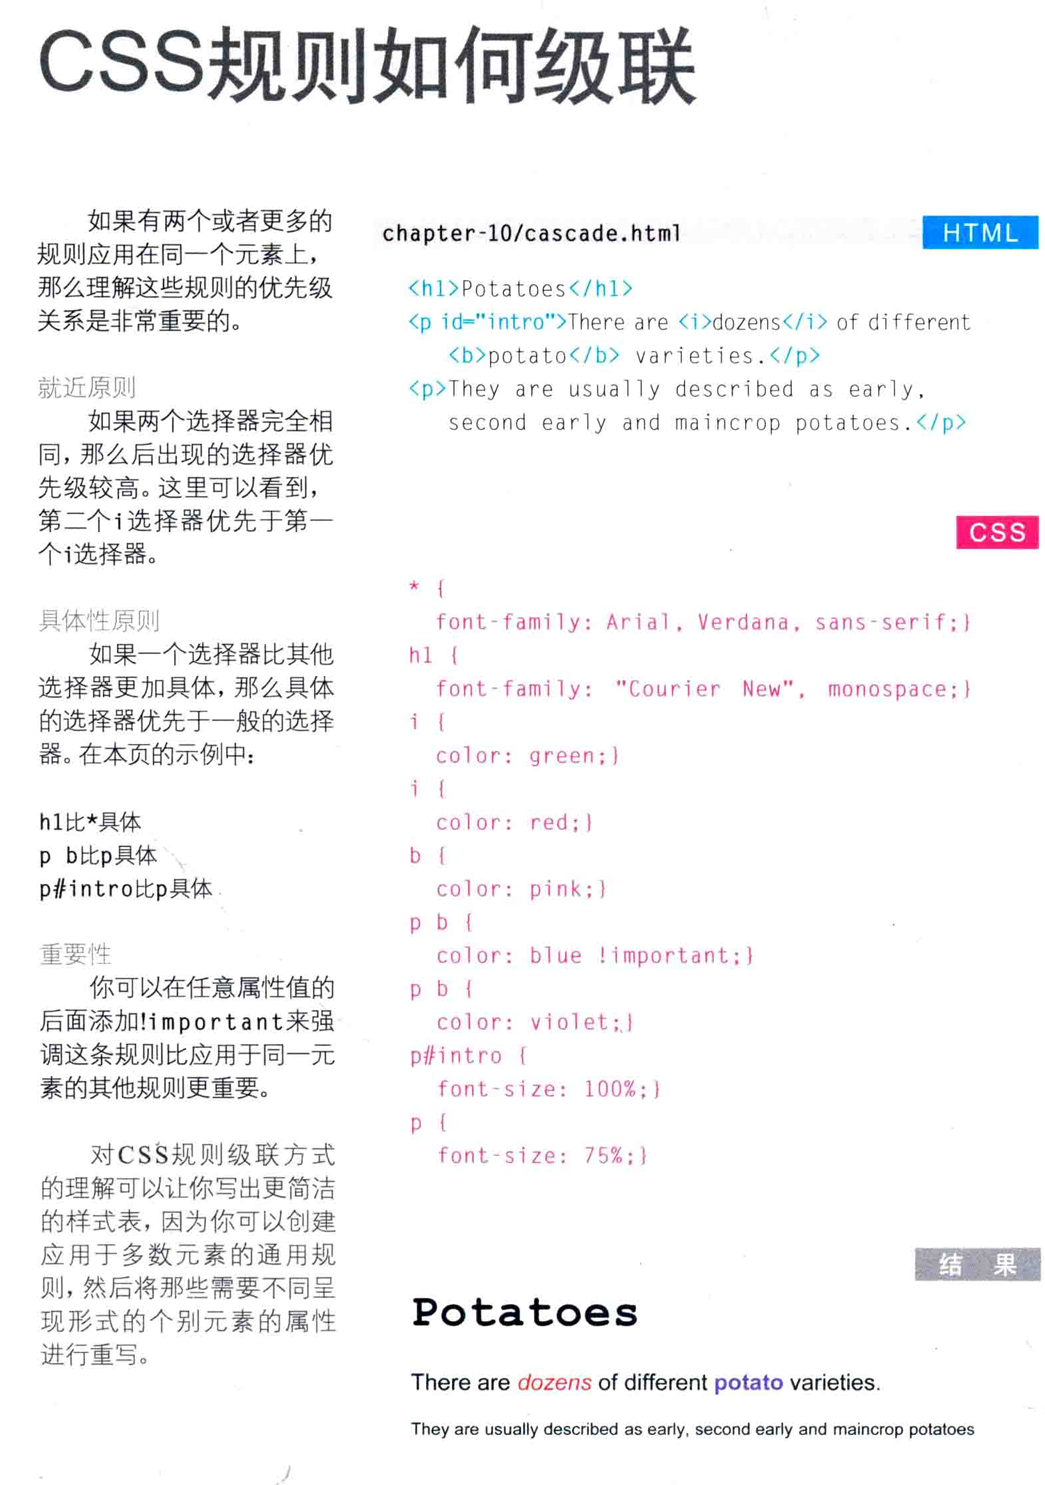 CSS规则如何级联
如果有两个或者更多的
规则应用在同一个元素上，
那么理解这些规则的优先级
关系是非常重要的。
就近原则
如果两个选择器完全相
同，那么后出现的选择器优
先级较高。这里可以看到，
第二个i选择器优先于第一
个i选择器。
具体性原则
如果一个选择器比其他
选择器更加具体，那么具体
的选择器优先于一般的选择
器。在本页的示例中：
h1比*具体
p b比p具体
p#intro比p具体
重要性
你可以在任意属性值的
后面添加!important来强
调这条规则比应用于同一元
素的其他规则更重要。
对CSS规则级联方式
的理解可以让你写出更简洁
的样式表，因为你可以创建
应用于多数元素的通用规
则，然后将那些需要不同呈
现形式的个别元素的属性
进行重写。
chapter-10/cascade.html
HTML
<h1>Potatoes</h1>
<p id="intro">There are <i>dozens</i> of different
<b>potato</b> varieties.</p>
<p>They are usually described as early,
second early and maincrop potatoes.</p>
CSS
* {
font-family: Arial, Verdana, sans-serif;}
h1 {
font-family: "Courier New", monospace;}
i {
color: green;}
i {
color: red;}
b {
color: pink;}
p b {
color: blue !important;}
p b {
color: violet;}
p#intro {
font-size: 100%;}
p {
font-size: 75%;}
结 果
Potatoes
There are dozens of different potato varieties.
They are usually described as early, second early and maincrop potatoes